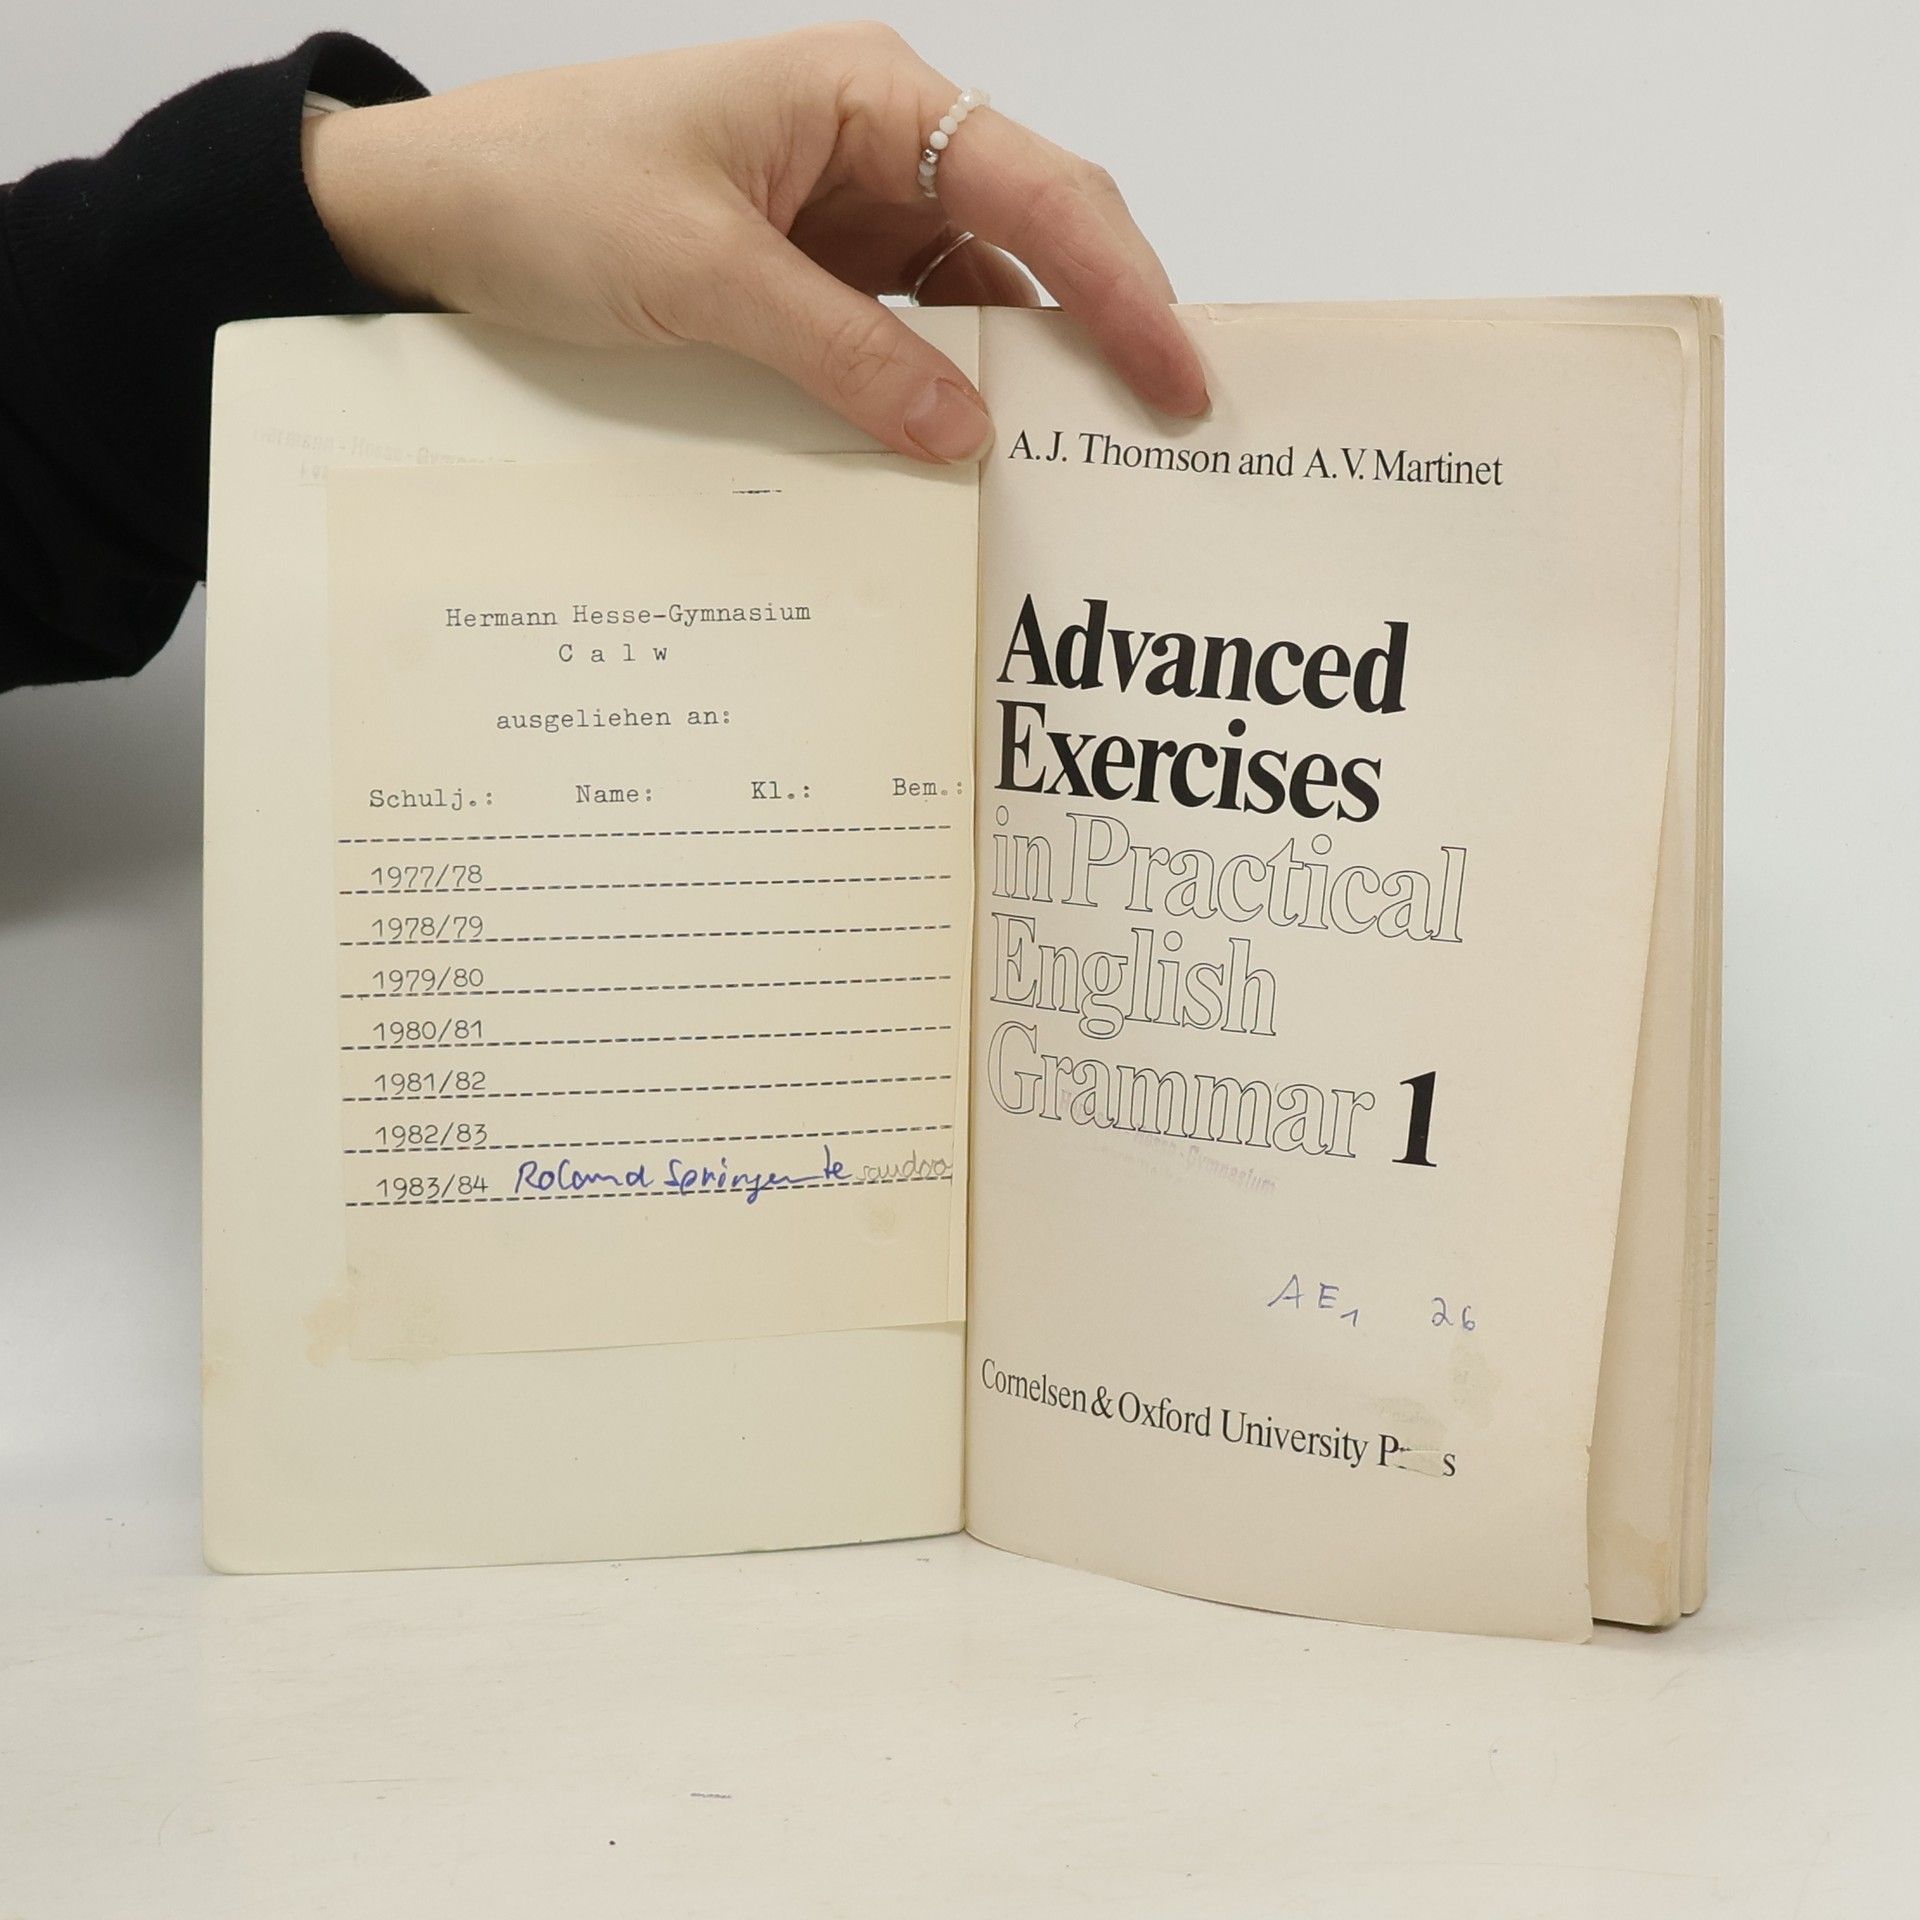 Hermann Hesse-Gymnasium
C a l w
ausgeliehen an:
Schulj.: Name: Kl.: Bem.:
1977/78
1978/79
1979/80
1980/81
1981/82
1982/83
1983/84 Roland
A.J. Thomson and A.V. Martinet
Advanced
Exercises
in Practical
English
Grammar 1
-Gymnasium
AE1 26
Cornelsen & Oxford University P s